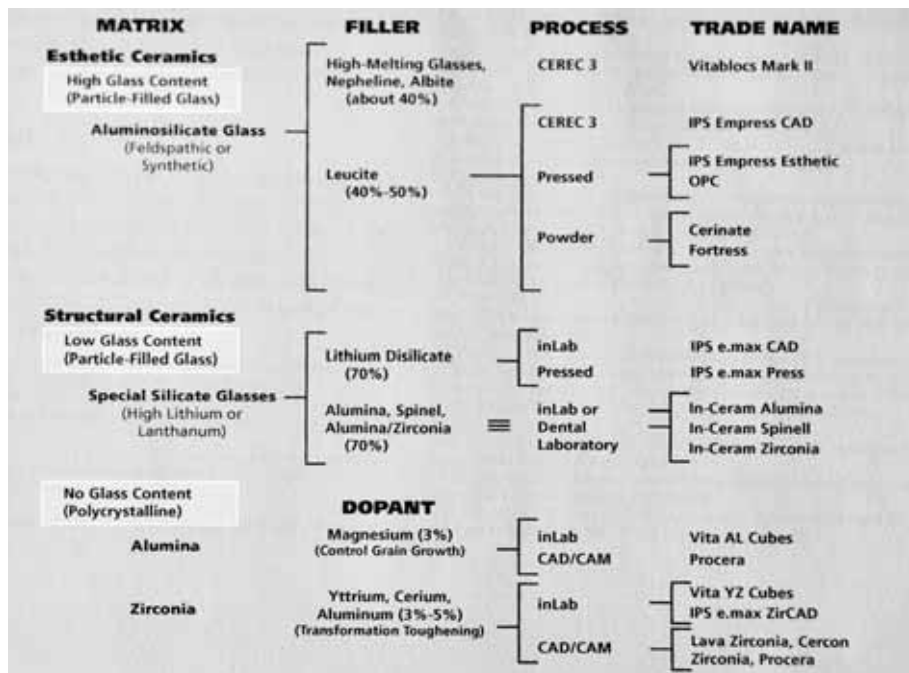 MATRIX FILLER PROCESS TRADE NAME
Esthetic Ceramics
High Glass Content
(Particle-Filled Glass)
Aluminosilicate Glass
(Feldspathic or
Synthetic)
High-Melting Glasses,
Nepheline, Albite
(about 40%)
CEREC 3 Vitablocs Mark II
Leucite
(40%-50%)
CEREC 3 IPS Empress CAD
Pressed
IPS Empress Esthetic
OPC
Powder
Cerinate
Fortress
Structural Ceramics
Low Glass Content
(Particle-Filled Glass)
Special Silicate Glasses
(High Lithium or
Lanthanum)
Lithium Disilicate
(70%)
inLab IPS e.max CAD
Pressed IPS e.max Press
Alumina, Spinel,
Alumina/Zirconia
(70%)
inLab or
Dental
Laboratory
In-Ceram Alumina
In-Ceram Spinell
In-Ceram Zirconia
No Glass Content
(Polycrystalline)
DOPANT
Alumina
Magnesium (3%)
(Control Grain Growth)
inLab Vita AL Cubes
CAD/CAM Procera
Zirconia
Yttrium, Cerium,
Aluminum (3%-5%)
(Transformation Toughening)
inLab
Vita YZ Cubes
IPS e.max ZirCAD
CAD/CAM
Lava Zirconia, Cercon
Zirconia, Procera